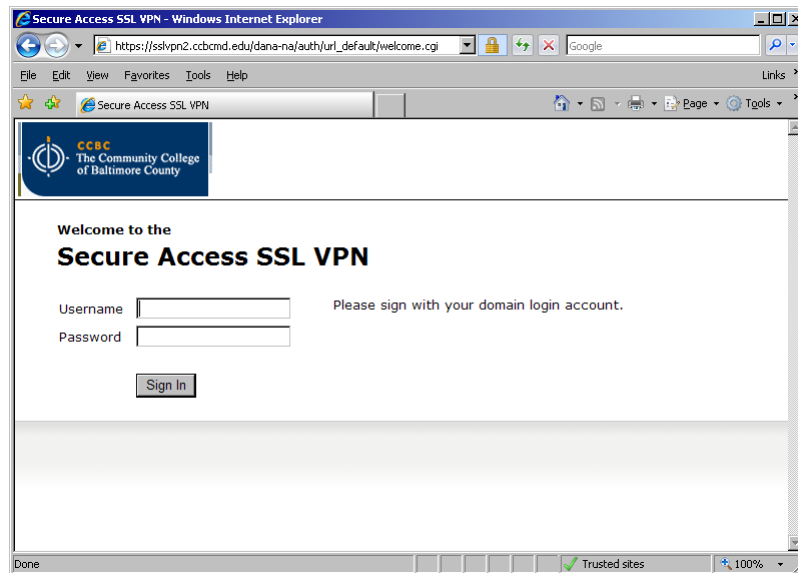 Secure Access SSL VPN - Windows Internet Explorer
https://sslvpn2.ccbcmd.edu/dana-na/auth/url_default/welcome.cgi
Google
File Edit View Favorites Tools Help
Links
Secure Access SSL VPN
Page Tools
CCBC
The Community College
of Baltimore County
Welcome to the
Secure Access SSL VPN
Username
Please sign with your domain login account.
Password
Sign In
Done
Trusted sites
100%